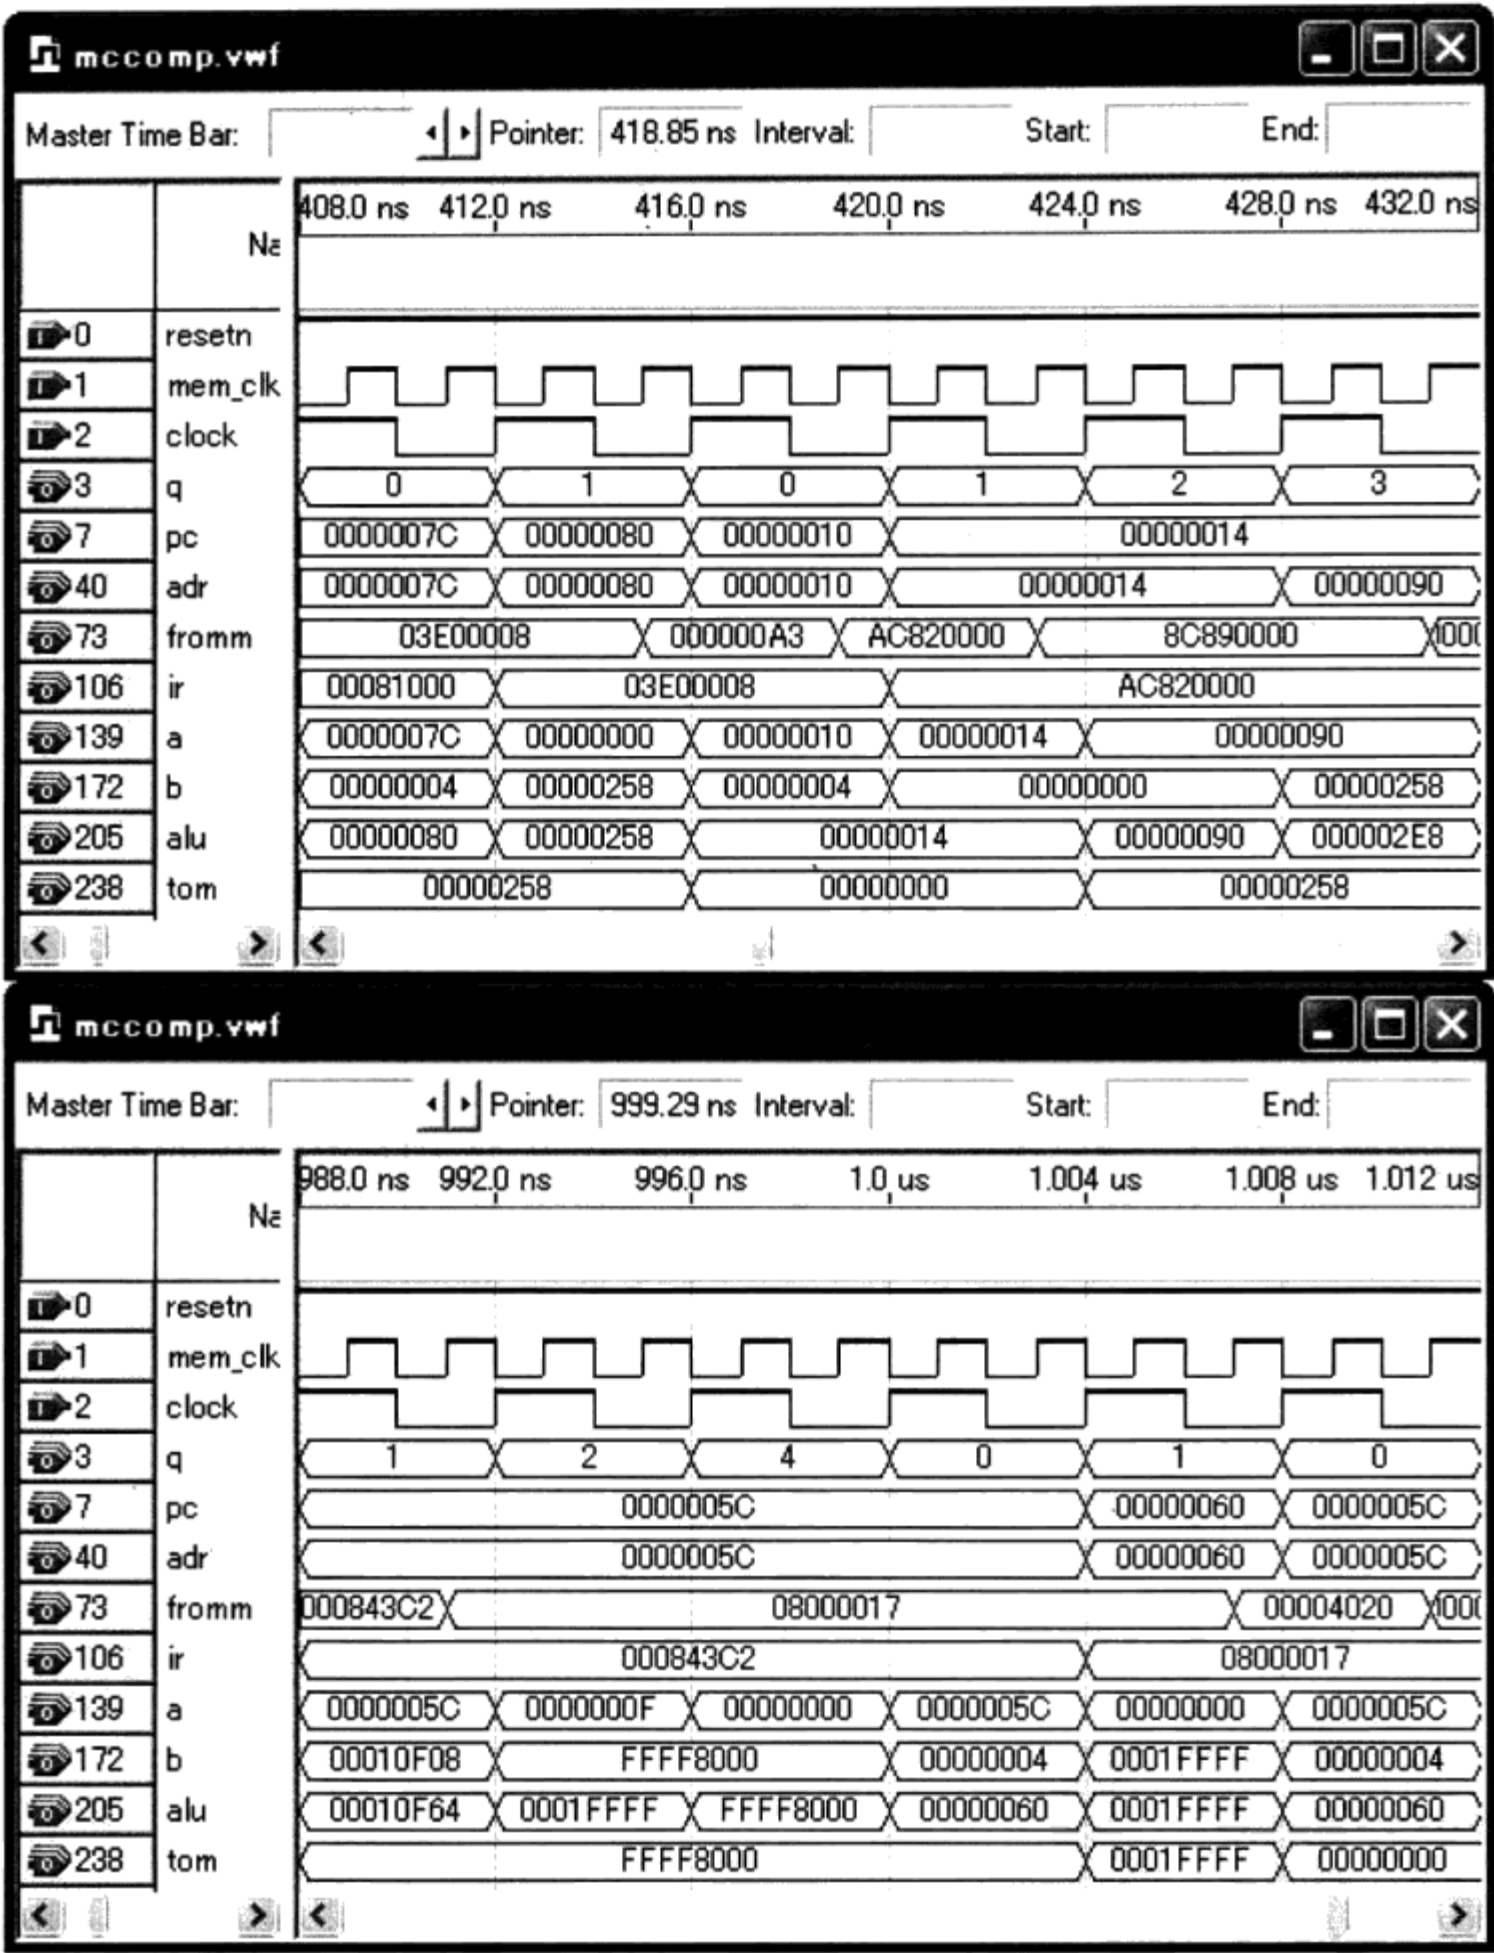 mccomp.vwf
Master Time Bar: Pointer: 418.85 ns Interval: Start: End:
Na 408.0 ns 412.0 ns 416.0 ns 420.0 ns 424.0 ns 428.0 ns 432.0 ns
0 resetn
1 mem_clk
2 clock
3 q 0 1 0 1 2 3
7 pc 0000007C 00000080 00000010 00000014
40 adr 0000007C 00000080 00000010 00000014 00000090
73 fromm 03E00008 000000A3 AC820000 8C890000
106 ir 00081000 03E00008 AC820000
139 a 0000007C 00000000 00000010 00000014 00000090
172 b 00000004 00000258 00000004 00000000 00000258
205 alu 00000080 00000258 00000014 00000090 000002E8
238 tom 00000258 00000000 00000258
mccomp.vwf
Master Time Bar: Pointer: 999.29 ns Interval: Start: End:
Na 988.0 ns 992.0 ns 996.0 ns 1.0 us 1.004 us 1.008 us 1.012 us
0 resetn
1 mem_clk
2 clock
3 q 1 2 4 0 1 0
7 pc 0000005C 00000060 0000005C
40 adr 0000005C 00000060 0000005C
73 fromm 000843C2 08000017 00004020
106 ir 000843C2 08000017
139 a 0000005C 0000000F 00000000 0000005C 00000000 0000005C
172 b 00010F08 FFFF8000 00000004 0001FFFF 00000004
205 alu 00010F64 0001FFFF FFFF8000 00000060 0001FFFF 00000060
238 tom FFFF8000 0001FFFF 00000000